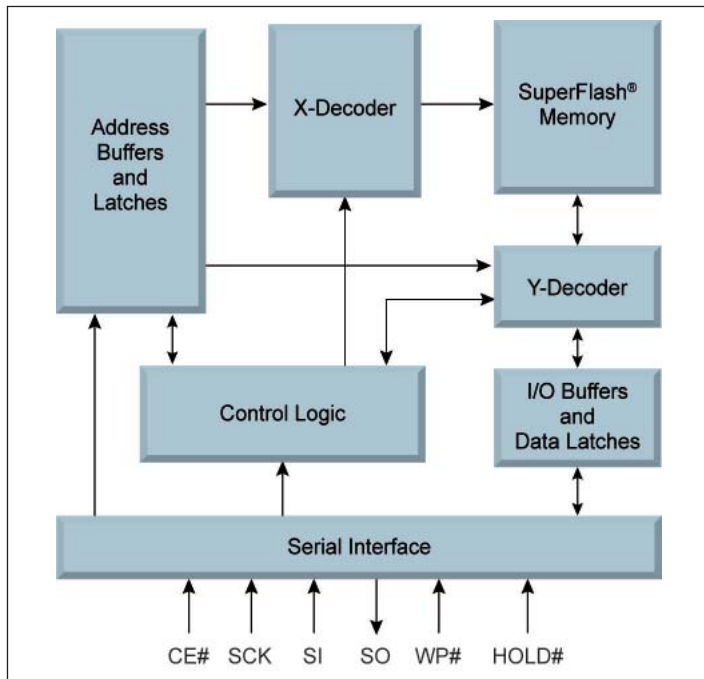 Address
Buffers
and
Latches
X-Decoder
SuperFlash®
Memory
Y-Decoder
Control Logic
I/O Buffers
and
Data Latches
Serial Interface
CE# SCK SI SO WP# HOLD#